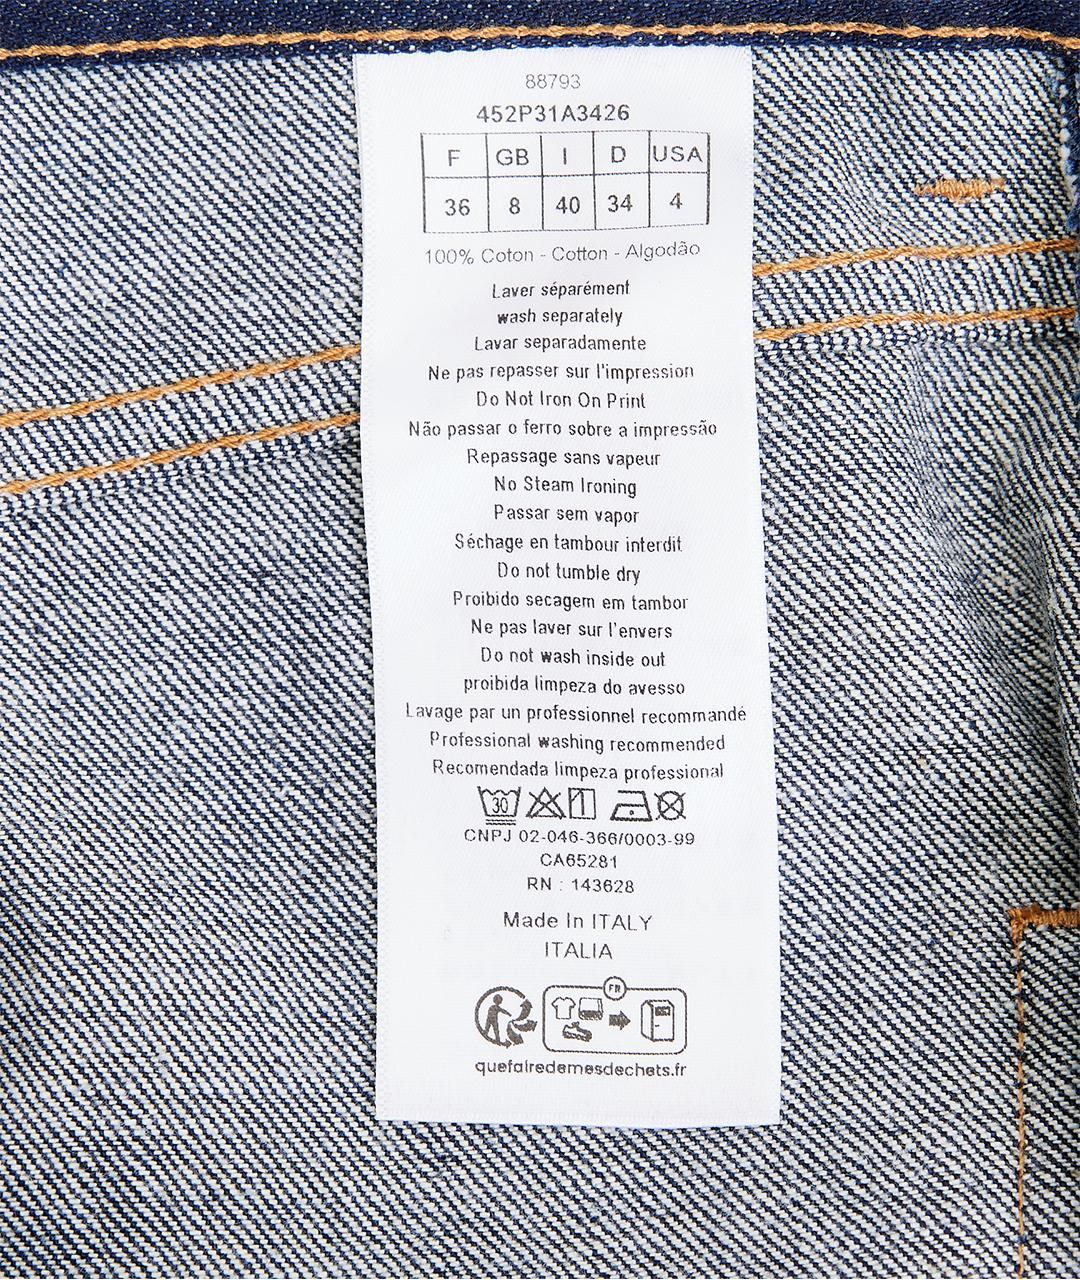 88793
452P31A3426
F GB I D USA
36 8 40 34 4
100% Coton - Cotton - Algodão
Laver séparément
wash separately
Lavar separadamente
Ne pas repasser sur l'impression
Do Not Iron On Print
Não passar o ferro sobre a impressão
Repassage sans vapeur
No Steam Ironing
Passar sem vapor
Séchage en tambour interdit
Do not tumble dry
Proibido secagem em tambor
Ne pas laver sur l'envers
Do not wash inside out
proibida limpeza do avesso
Lavage par un professionnel recommandé
Professional washing recommended
Recomendada limpeza professional
30
CNPJ 02-046-366/0003-99
CA65281
RN : 143628
Made In ITALY
ITALIA
FR
quefairedemesdechets.fr